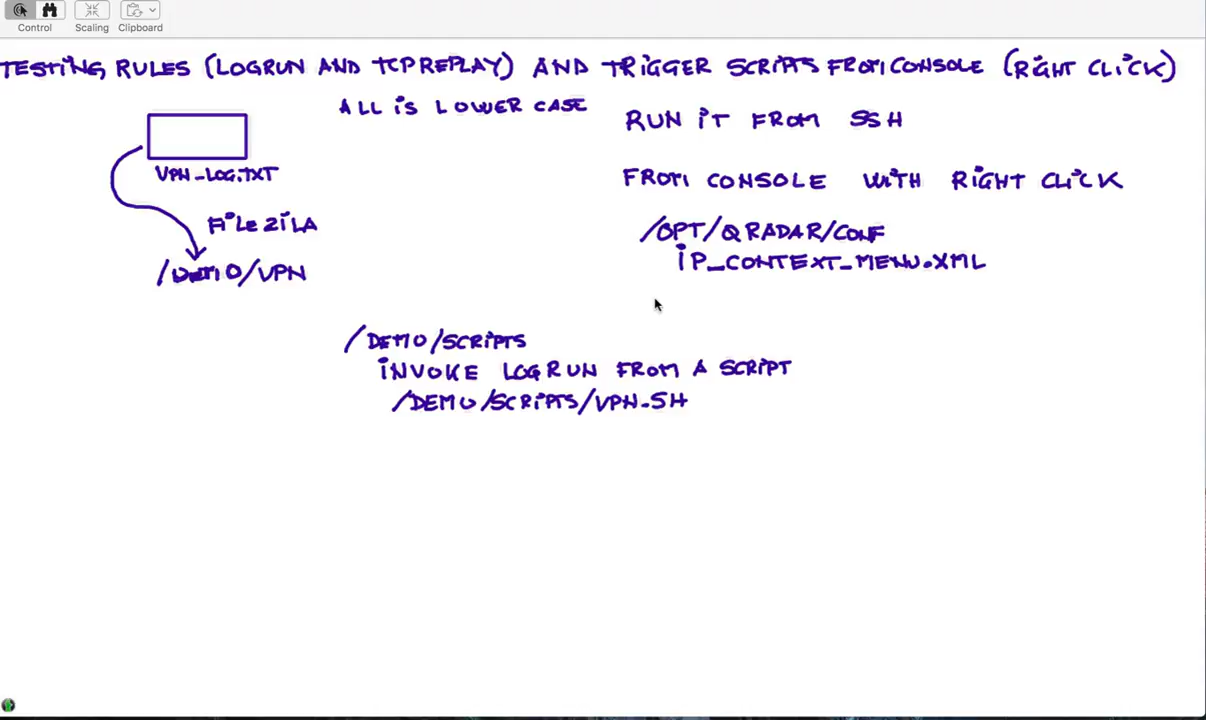 Control
Scaling
Clipboard
TESTING RULES (LOGRUN AND TCPREPLAY) AND TRIGGER SCRIPTS FROM CONSOLE (RIGHT CLICK)
ALL IS LOWER CASE
RUN IT FROM SSH
VPN_LOG.TXT
FROM CONSOLE WITH RIGHT CLICK
FILEZILA
/OPT/QRADAR/CONF
IP_CONTEXT_MENU.XML
/DEMO/VPN
/DEMO/SCRIPTS
INVOKE LOGRUN FROM A SCRIPT
/DEMO/SCRIPTS/VPN.SH